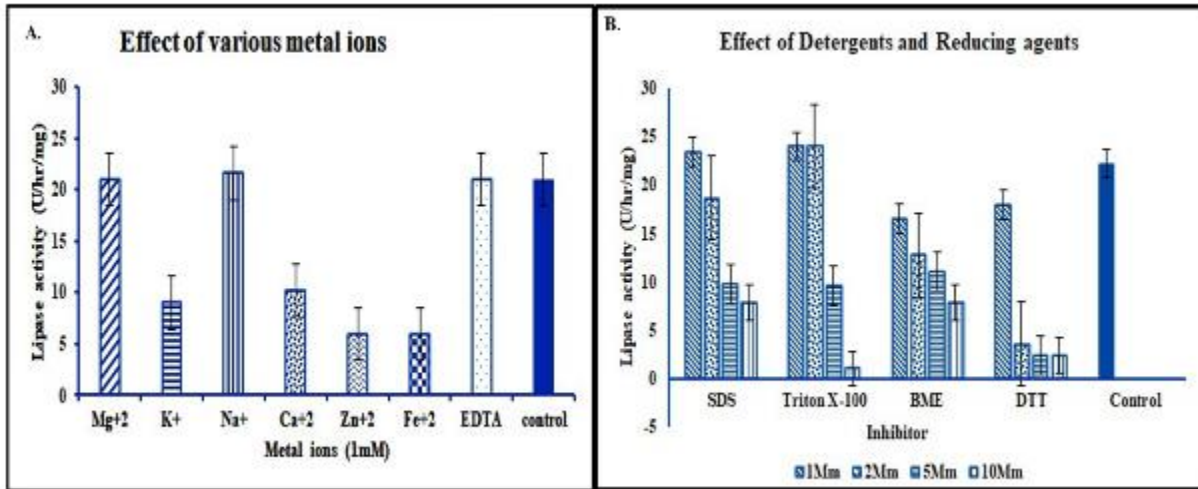 A.
Effect of various metal ions
Lipase activity (U/hr/mg)
30
25
20
15
10
5
0
Mg+2 K+ Na+ Ca+2 Zn+2 Fe+2 EDTA control
Metal ions (1mM)
B.
Effect of Detergents and Reducing agents
Lipase activity (U/hr/mg)
30
25
20
15
10
5
0
-5
SDS Triton X-100 BME DTT Control
Inhibitor
1Mm 2Mm 5Mm 10Mm